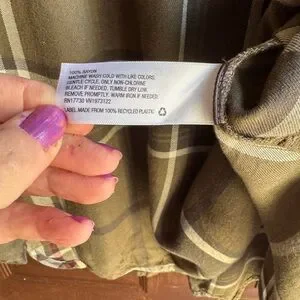 100% RAYON
MACHINE WASH COLD WITH LIKE COLORS.
GENTLE CYCLE, ONLY NON-CHLORINE
BLEACH IF NEEDED, TUMBLE DRY LOW.
REMOVE PROMPTLY. WARM IRON IF NEEDED.
RN17730 VN1973122
LABEL MADE FROM 100% RECYCLED PLASTIC